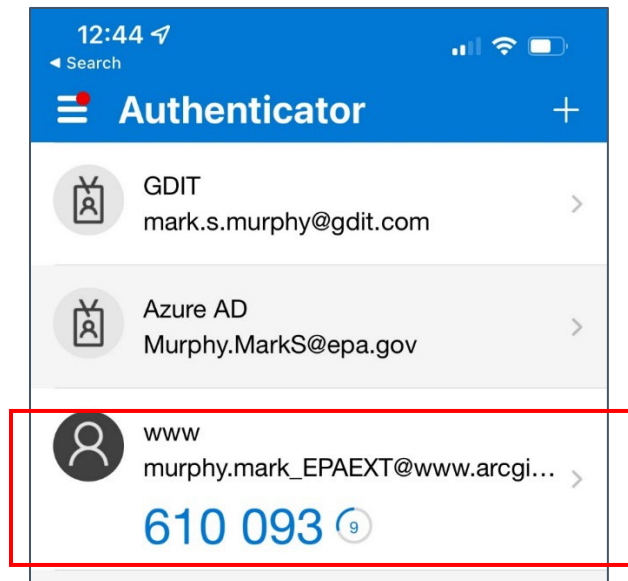 12:44
◀ Search
Authenticator
GDIT
mark.s.murphy@gdit.com
Azure AD
Murphy.MarkS@epa.gov
www
murphy.mark_EPAEXT@www.arcgi...
610 093 9